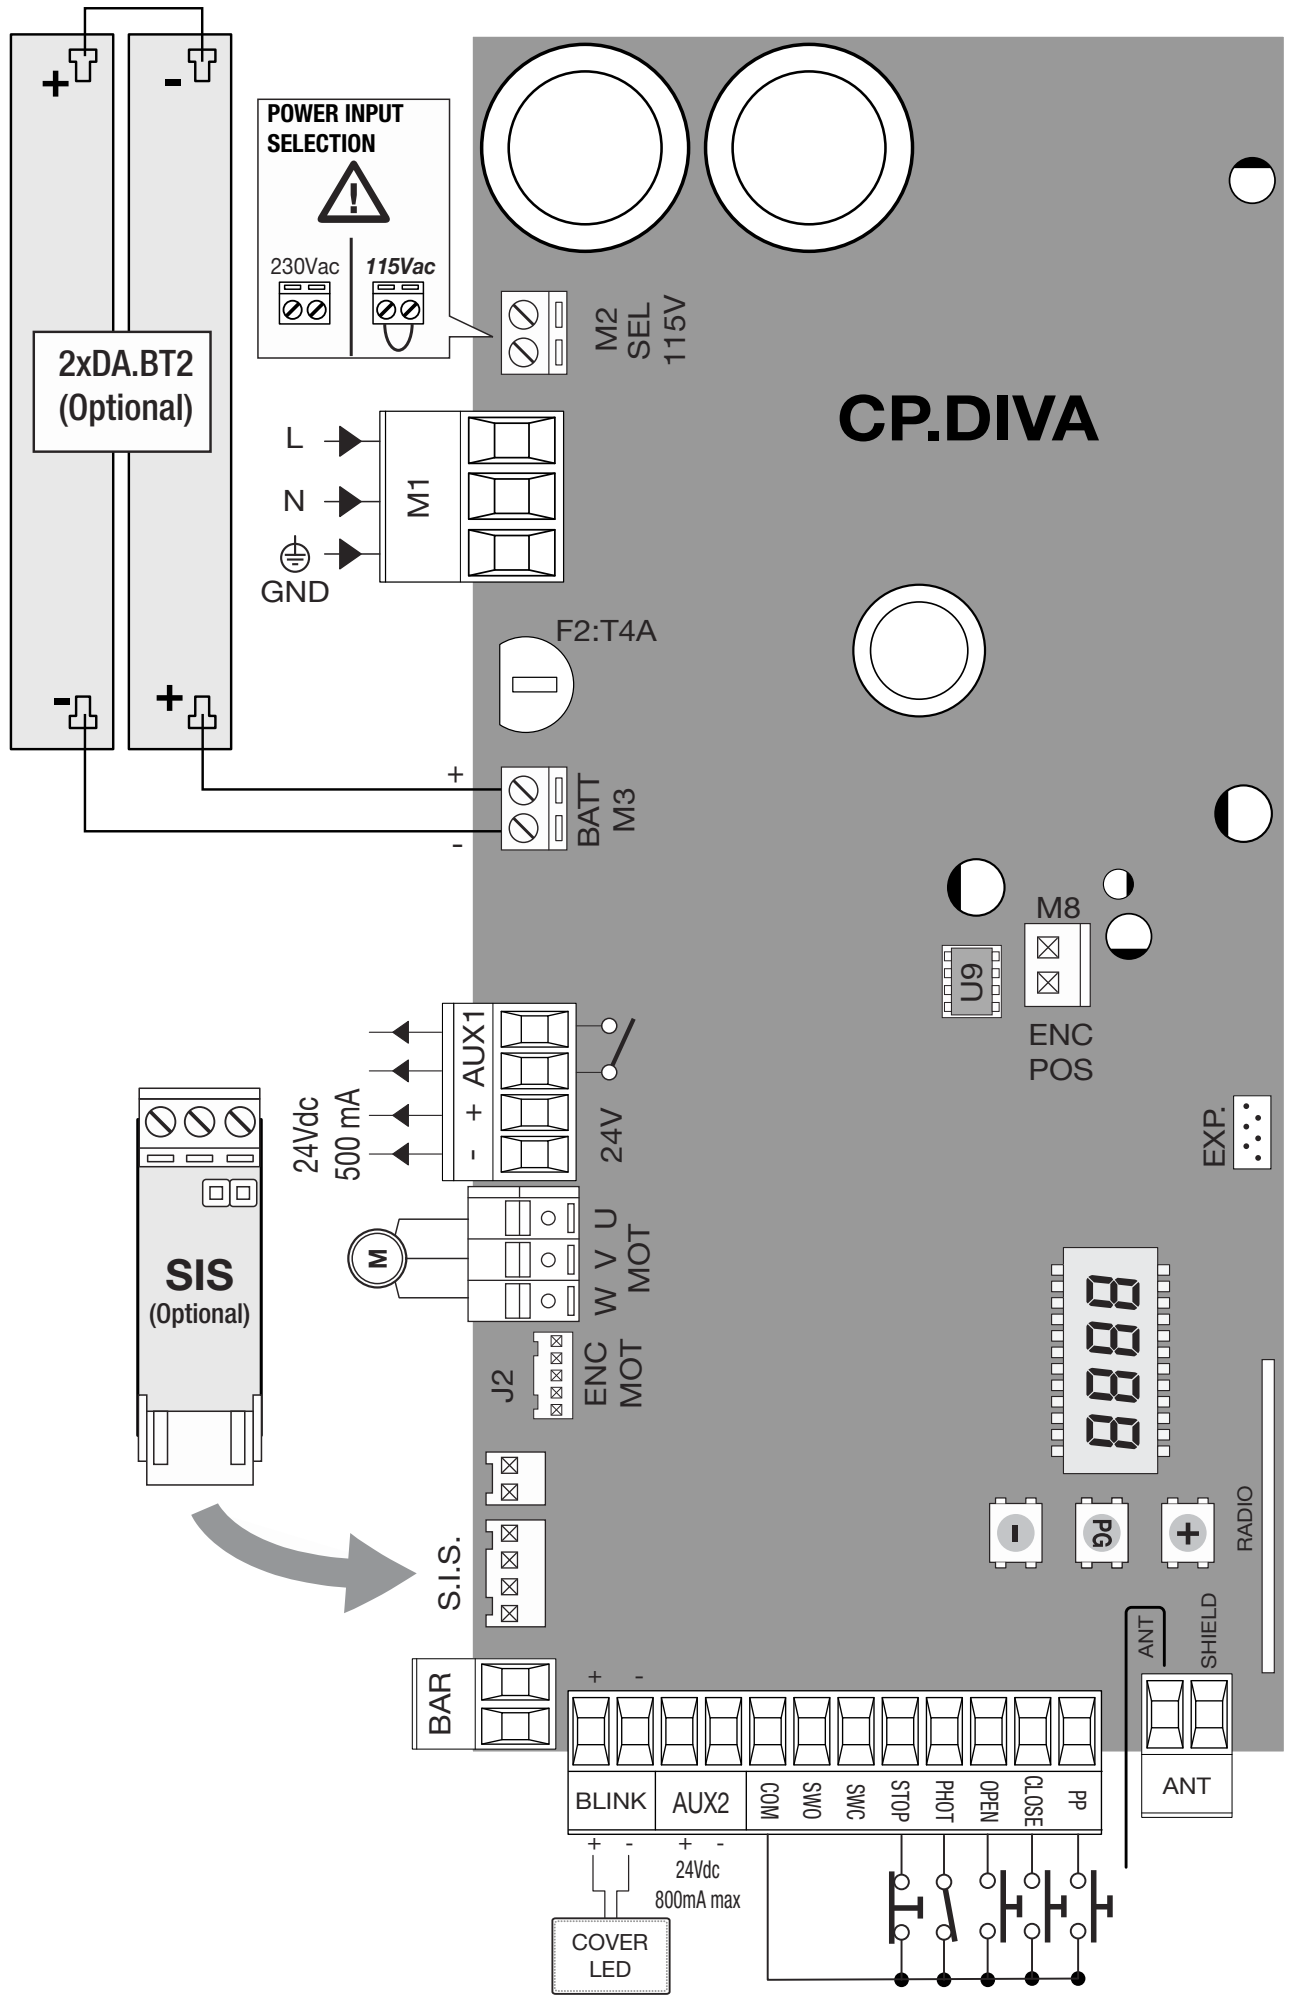 +
-
POWER INPUT
SELECTION
!
230Vac
115Vac
M2
SEL
115V
2xDA.BT2
(Optional)
CP.DIVA
L
N
GND
M1
F2:T4A
-
+
+
-
BATT
M3
M8
U9
ENC
POS
AUX1
+
-
24Vdc
500 mA
24V
EXP.
M
U
V
W
MOT
SIS
(Optional)
J2
ENC
MOT
8888
-
PG
+
RADIO
S.I.S.
ANT
SHIELD
BAR
+ -
BLINK
AUX2
COM
SWO
SWC
STOP
PHOT
OPEN
CLOSE
PP
ANT
+ -
+ -
24Vdc
800mA max
COVER
LED